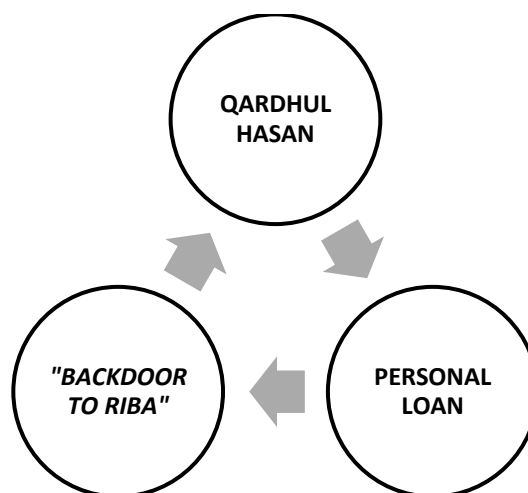 QARDHUL
HASAN
PERSONAL
LOAN
"BACKDOOR
TO RIBA"